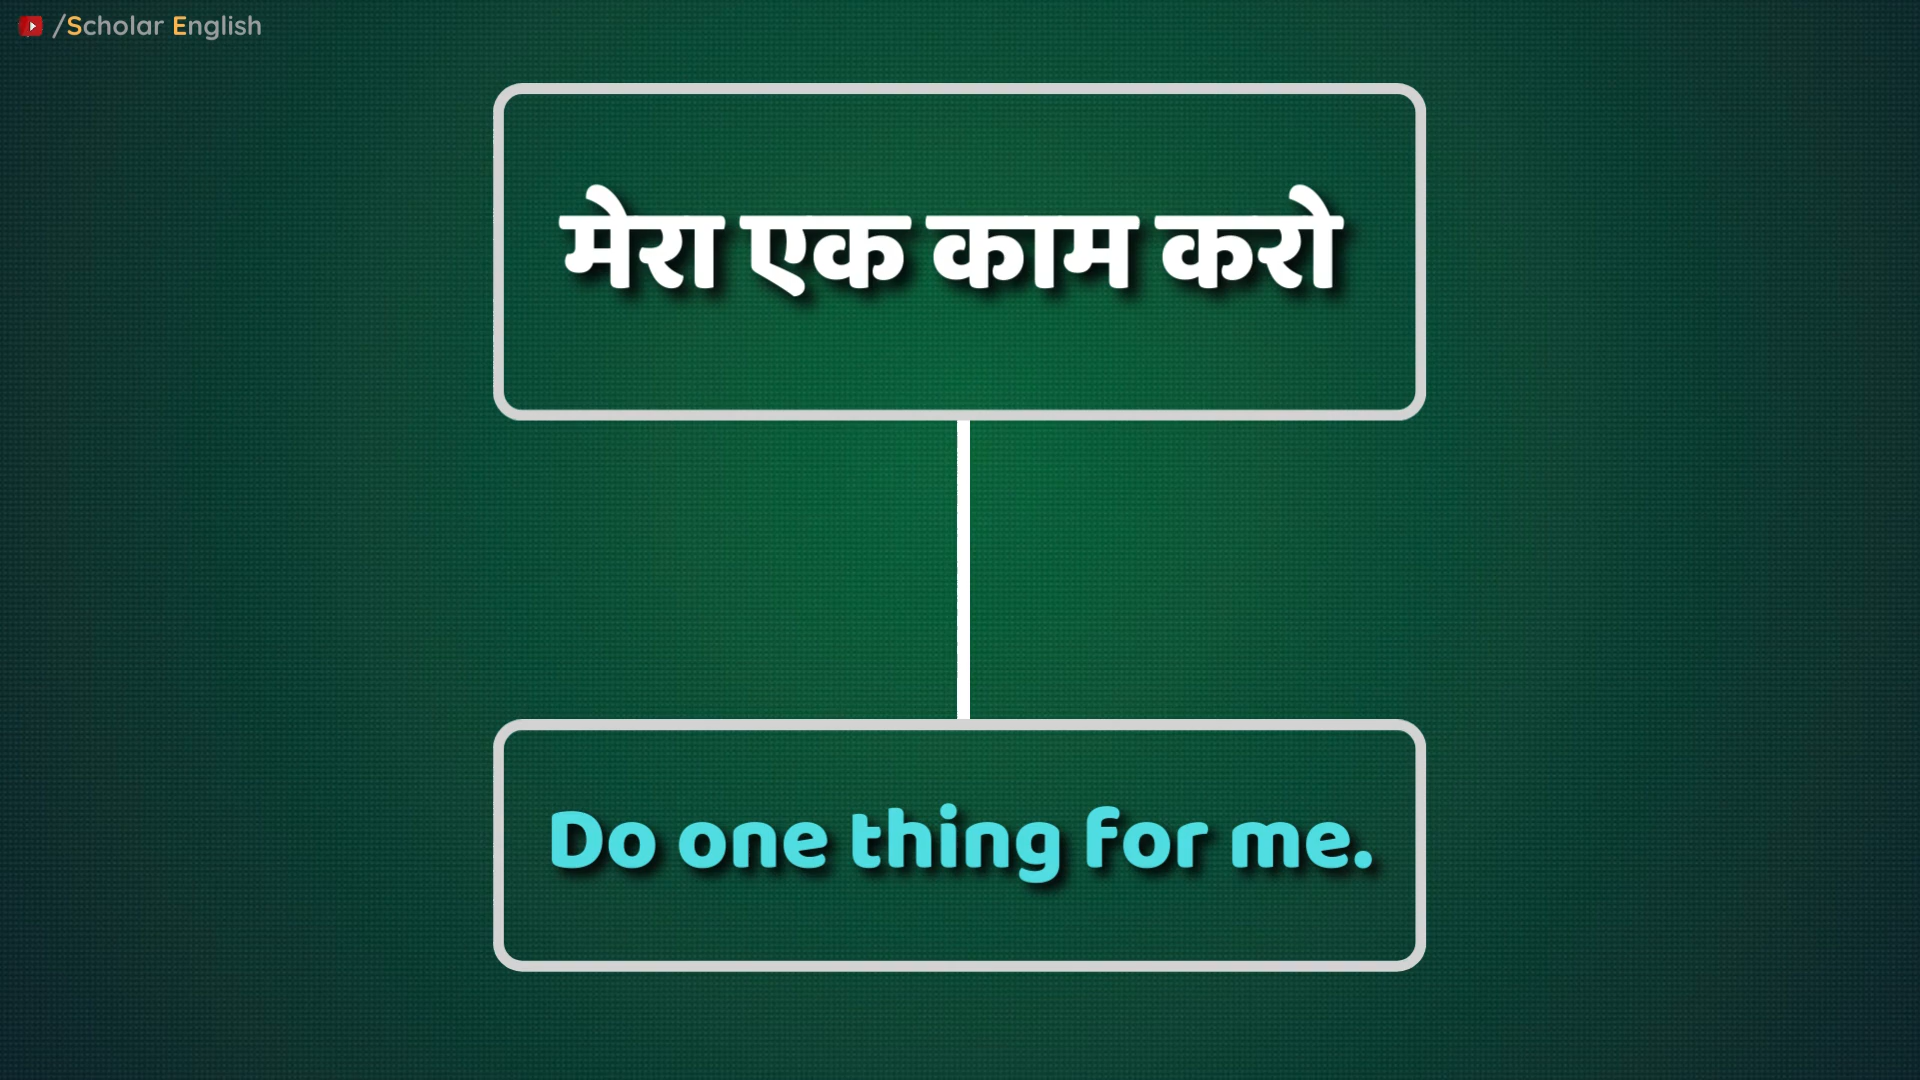 /Scholar English
मेरा एक काम करो
Do one thing for me.